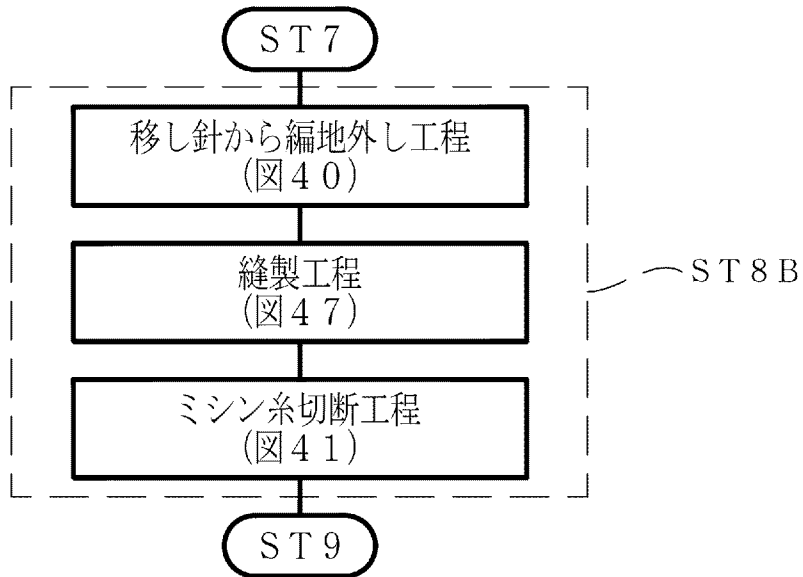 ＳＴ７
移し針から編地外し工程
(図４０)
縫製工程
(図４７)
ＳＴ８Ｂ
ミシン糸切断工程
(図４１)
ＳＴ９